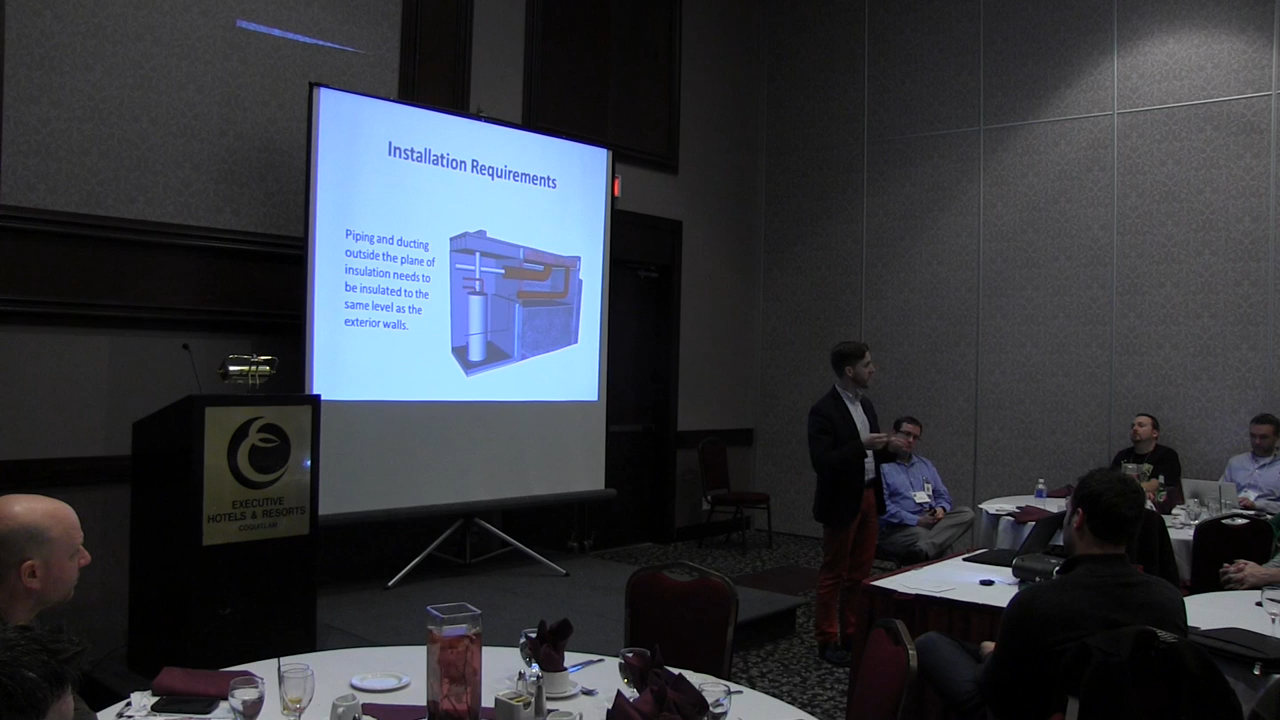 Installation Requirements
Piping and ducting
outside the plane of
insulation needs to
be insulated to the
same level as the
exterior walls.
EXECUTIVE
HOTELS & RESORTS
COQUITLAM